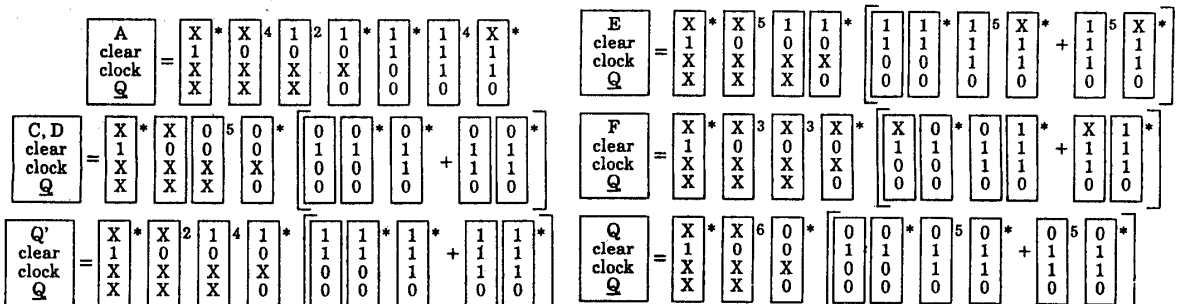 A X * X 4 1 2 1 * 1 * 1 4 X *
clear 1 0 0 0 1 1 1
clock = X X X X 0 1 1
Q X X X 0 0 0 0
C, D X * X 0 5 0 * [ 0 0 * 0 * 0 0 ] *
clear 1 0 0 0 1 1 1 1 1
clock = X X X X 0 0 1 + 1 1
Q X X X 0 0 0 0 0 0
Q' X * X 2 1 4 1 * [ 1 1 * 1 * 1 1 ] *
clear 1 0 0 0 1 1 1 1 1
clock = X X X X 0 0 1 + 1 1
Q X X X 0 0 0 0 0 0
E X * X 5 1 1 * [ 1 1 * 1 5 X * 1 5 X ] *
clear 1 0 0 0 1 1 1 1 1 1
clock = X X X X 0 0 1 1 + 1 1
Q X X X 0 0 0 0 0 0 0
F X * X 3 X 3 X * [ X 0 * 0 1 * X 1 ] *
clear 1 0 0 0 1 1 1 1 1 1
clock = X X X X 0 0 1 1 + 1 1
Q X X X 0 0 0 0 0 0 0
Q X * X 6 0 * [ 0 0 * 0 5 0 * 0 5 0 ] *
clear 1 0 0 1 1 1 1 1 1
clock = X X X 0 0 1 1 + 1 1
Q X X 0 0 0 0 0 0 0